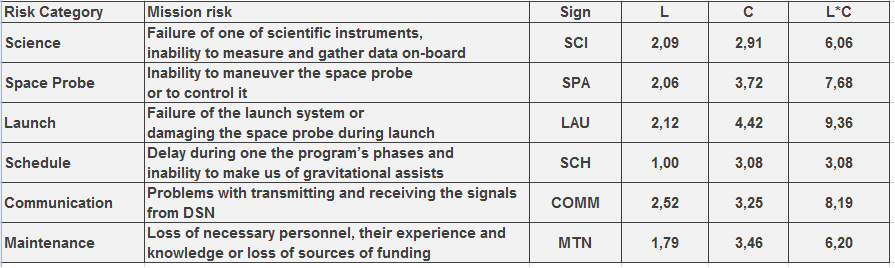 Risk Category Mission risk Sign L C L*C
Science Failure of one of scientific instruments, inability to measure and gather data on-board SCI 2,09 2,91 6,06
Space Probe Inability to maneuver the space probe or to control it SPA 2,06 3,72 7,68
Launch Failure of the launch system or damaging the space probe during launch LAU 2,12 4,42 9,36
Schedule Delay during one the program's phases and inability to make us of gravitational assists SCH 1,00 3,08 3,08
Communication Problems with transmitting and receiving the signals from DSN COMM 2,52 3,25 8,19
Maintenance Loss of necessary personnel, their experience and knowledge or loss of sources of funding MTN 1,79 3,46 6,20